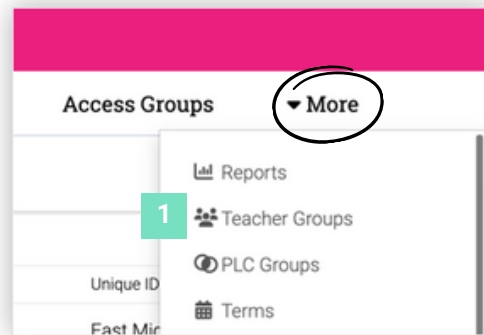 Access Groups More
Reports
1 Teacher Groups
PLC Groups
Unique ID
Terms
East Mid